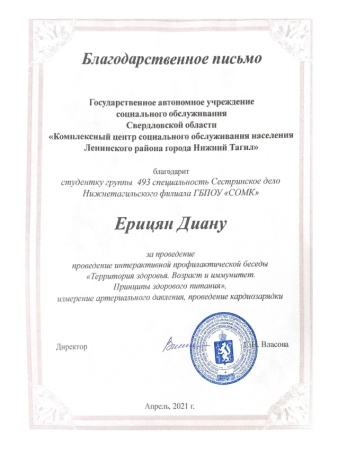 Благодарственное письмо
Государственное автономное учреждение
социального обслуживания
Свердловской области
«Комплексный центр социального обслуживания населения
Ленинского района города Нижний Тагил»
благодарит
студентку группы 493 специальность Сестринское дело
Нижнетагильского филиала ГБПОУ «СОМК»
Ерицян Диану
за проведение
проведение интерактивной профилактической беседы
«Территория здоровья. Возраст и иммунитет.
Принципы здорового питания»,
измерение артериального давления, проведение кардиозарядки
Директор Власова
Апрель, 2021 г.